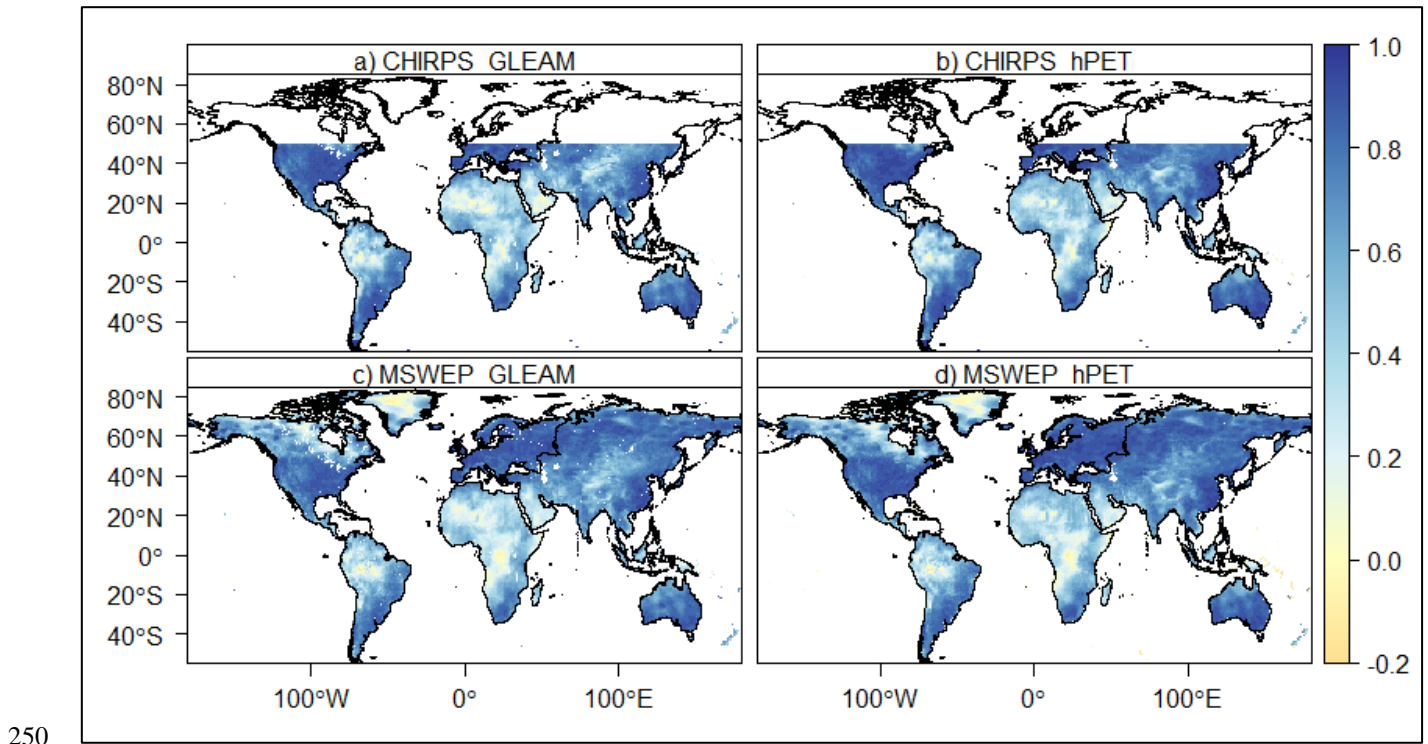 a) CHIRPS_GLEAM
b) CHIRPS_hPET
1.0
80°N
60°N
40°N
20°N
0°
20°S
40°S
0.8
0.6
0.4
c) MSWEP_GLEAM
d) MSWEP_hPET
80°N
60°N
40°N
20°N
0°
20°S
40°S
0.2
0.0
-0.2
100°W
0°
100°E
100°W
0°
100°E
250